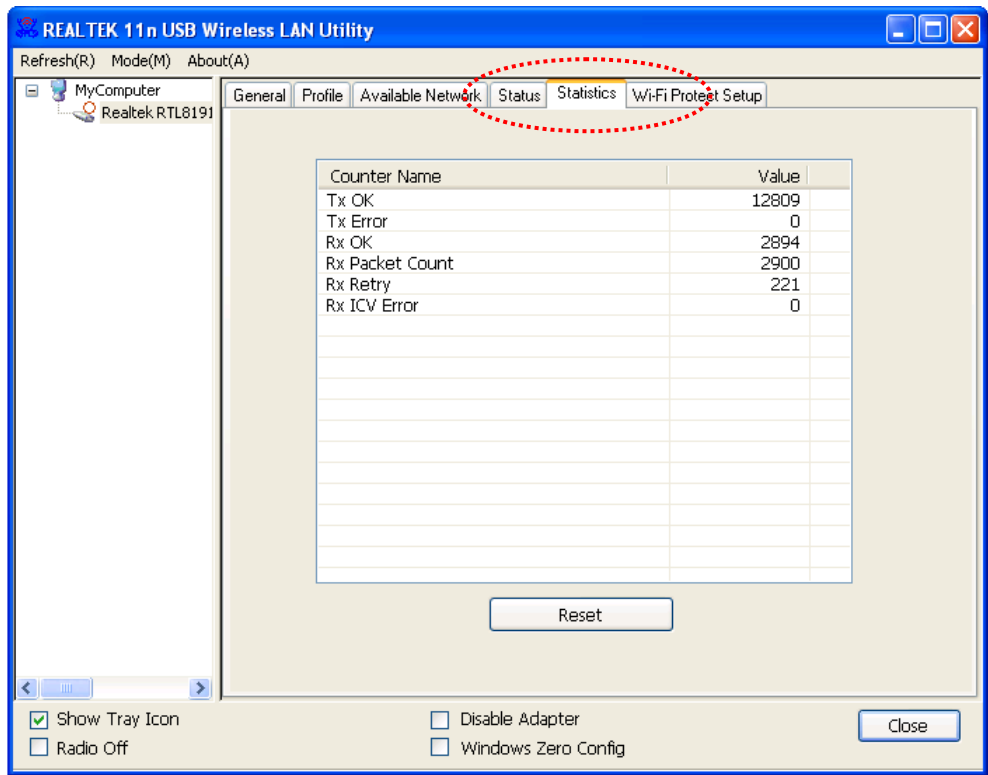 REALTEK 11n USB Wireless LAN Utility
Refresh(R) Mode(M) About(A)
MyComputer
Realtek RTL8191
General Profile Available Network Status Statistics Wi-Fi Protect Setup
Counter Name Value
Tx OK 12809
Tx Error 0
Rx OK 2894
Rx Packet Count 2900
Rx Retry 221
Rx ICV Error 0
Reset
Show Tray Icon Disable Adapter
Radio Off Windows Zero Config
Close